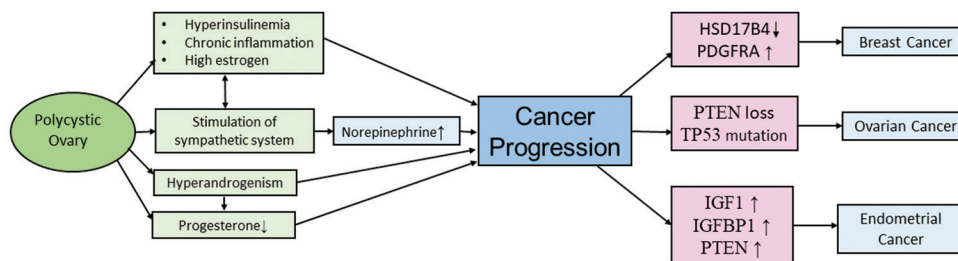 Polycystic
Ovary
• Hyperinsulinemia
• Chronic inflammation
• High estrogen
Stimulation of
sympathetic system
Norepinephrine↑
Hyperandrogenism
Progesterone↓
Cancer
Progression
HSD17B4↓
PDGFRA ↑
Breast Cancer
PTEN loss
TP53 mutation
Ovarian Cancer
IGF1 ↑
IGFBP1 ↑
PTEN ↑
Endometrial
Cancer